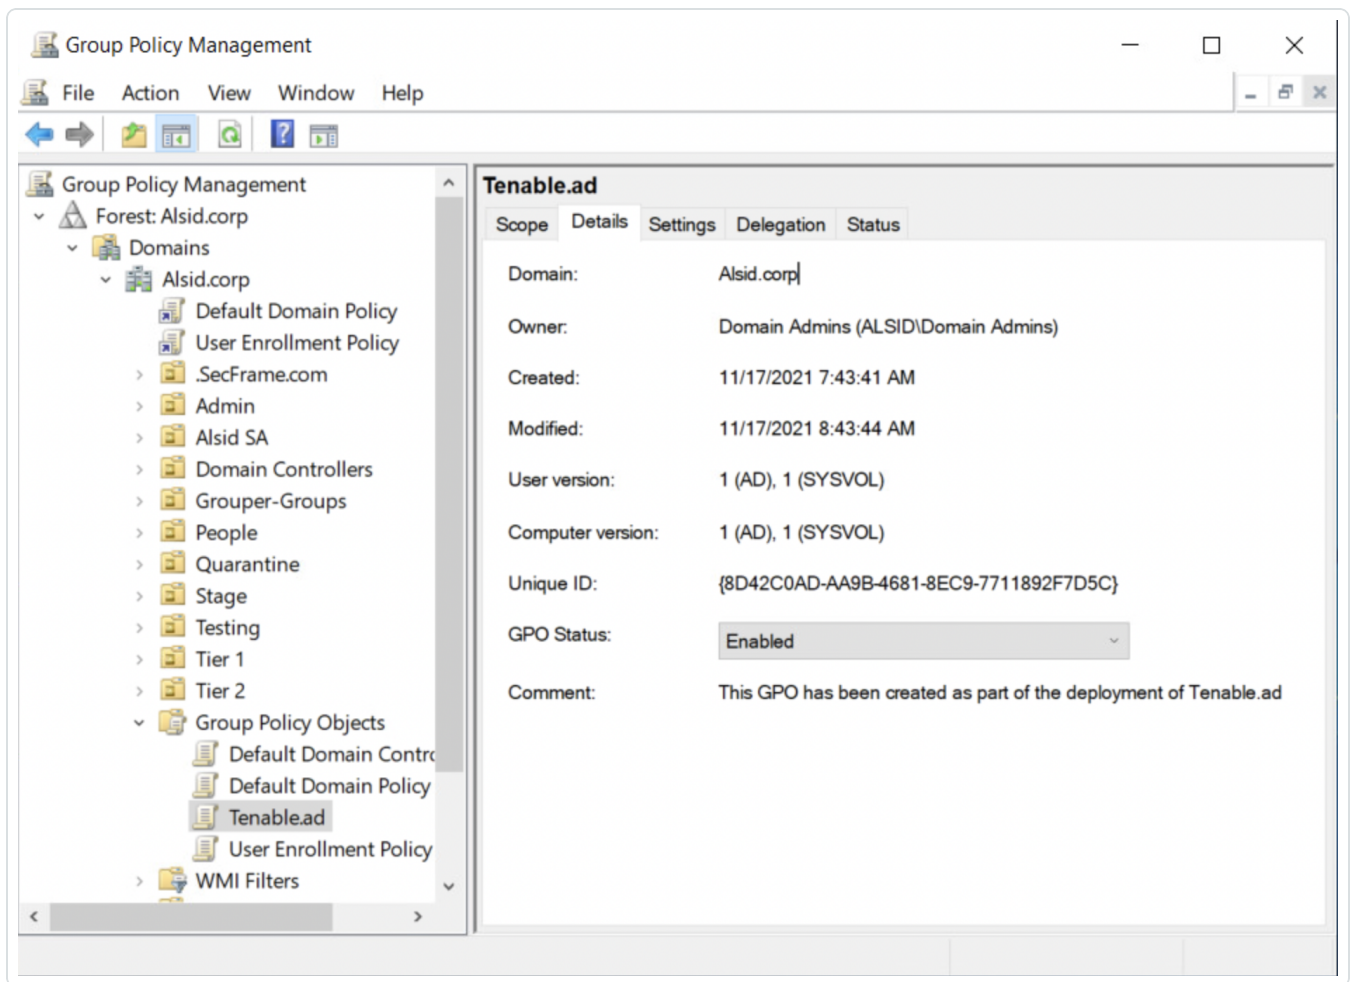 Group Policy Management
File Action View Window Help
Group Policy Management
Forest: Alsid.corp
Domains
Alsid.corp
Default Domain Policy
User Enrollment Policy
.SecFrame.com
Admin
Alsid SA
Domain Controllers
Grouper-Groups
People
Quarantine
Stage
Testing
Tier 1
Tier 2
Group Policy Objects
Default Domain Contro
Default Domain Policy
Tenable.ad
User Enrollment Policy
WMI Filters
Tenable.ad
Scope Details Settings Delegation Status
Domain: Alsid.corp
Owner: Domain Admins (ALSID\Domain Admins)
Created: 11/17/2021 7:43:41 AM
Modified: 11/17/2021 8:43:44 AM
User version: 1 (AD), 1 (SYSVOL)
Computer version: 1 (AD), 1 (SYSVOL)
Unique ID: {8D42C0AD-AA9B-4681-8EC9-7711892F7D5C}
GPO Status: Enabled
Comment: This GPO has been created as part of the deployment of Tenable.ad